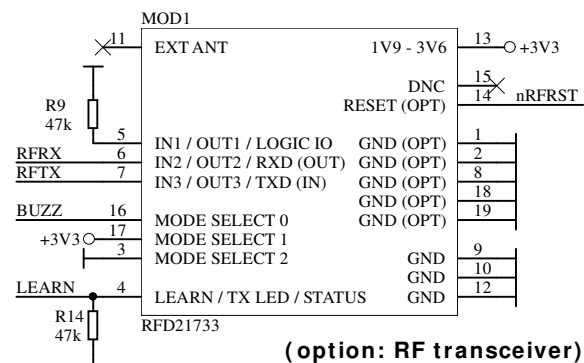 MOD1
11 EXT ANT 1V9 - 3V6 13 +3V3
DNC 15
RESET (OPT) 14 nRFRST
R9
47k
5 IN1 / OUT1 / LOGIC IO GND (OPT) 1
RFRX 6 IN2 / OUT2 / RXD (OUT) GND (OPT) 2
RFTX 7 IN3 / OUT3 / TXD (IN) GND (OPT) 8
GND (OPT) 18
BUZZ 16 MODE SELECT 0 GND (OPT) 19
+3V3 17 MODE SELECT 1
3 MODE SELECT 2 GND 9
GND 10
LEARN 4 LEARN / TX LED / STATUS GND 12
R14
47k
RFD21733
(option: RF transceiver)